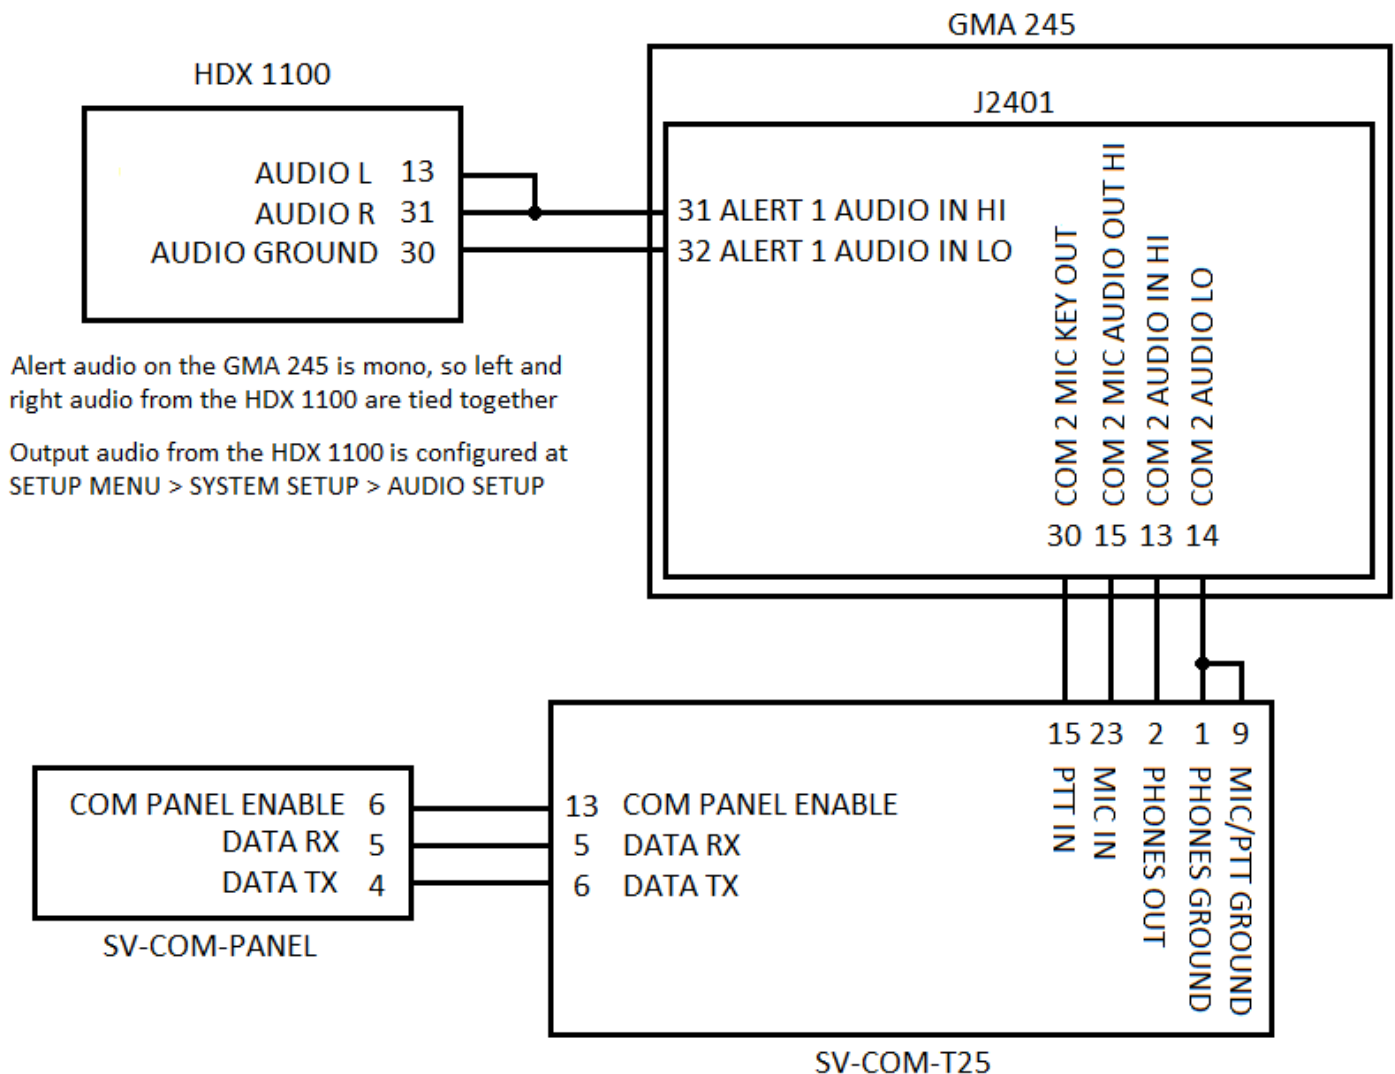 GMA 245
HDX 1100
J2401
AUDIO L 13
AUDIO R 31
AUDIO GROUND 30
31 ALERT 1 AUDIO IN HI
32 ALERT 1 AUDIO IN LO
COM 2 MIC KEY OUT
COM 2 MIC AUDIO OUT HI
COM 2 AUDIO IN HI
COM 2 AUDIO LO
30 15 13 14
Alert audio on the GMA 245 is mono, so left and
right audio from the HDX 1100 are tied together
Output audio from the HDX 1100 is configured at
SETUP MENU > SYSTEM SETUP > AUDIO SETUP
15 23 2 1 9
PTT IN
MIC IN
PHONES OUT
PHONES GROUND
MIC/PTT GROUND
COM PANEL ENABLE 6
DATA RX 5
DATA TX 4
SV-COM-PANEL
13 COM PANEL ENABLE
5 DATA RX
6 DATA TX
SV-COM-T25